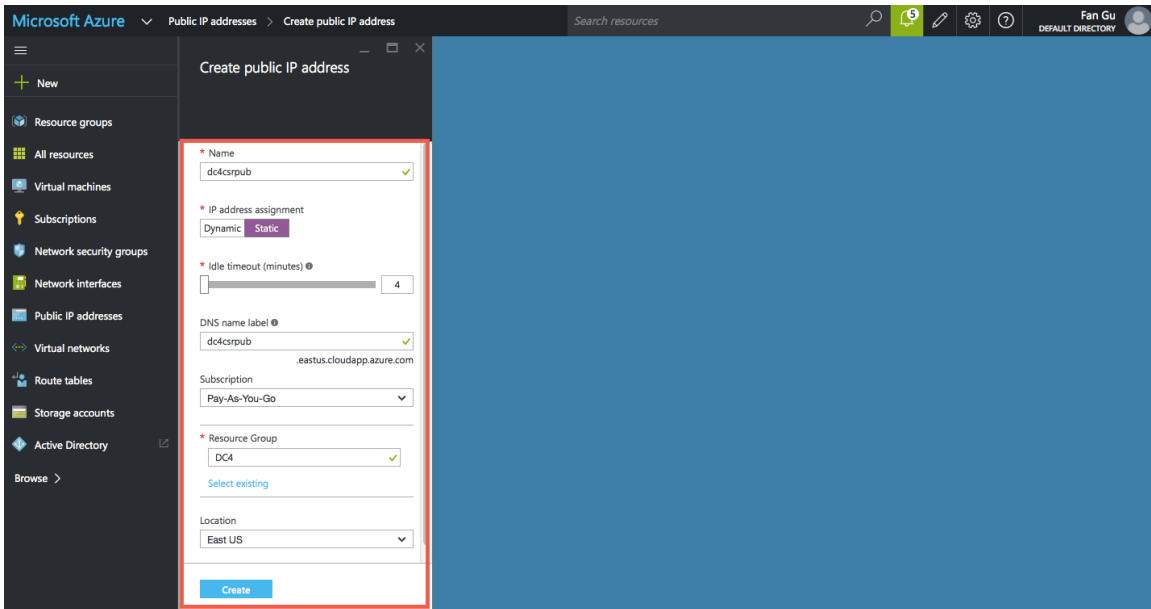 Microsoft Azure Public IP addresses > Create public IP address Search resources 5 Fan Gu
DEFAULT DIRECTORY
New
Resource groups
All resources
Virtual machines
Subscriptions
Network security groups
Network interfaces
Public IP addresses
Virtual networks
Route tables
Storage accounts
Active Directory
Browse >
Create public IP address
* Name
dc4csrpub
* IP address assignment
Dynamic Static
* Idle timeout (minutes)
4
DNS name label
dc4csrpub
.eastus.cloudapp.azure.com
Subscription
Pay-As-You-Go
* Resource Group
DC4
Select existing
Location
East US
Create